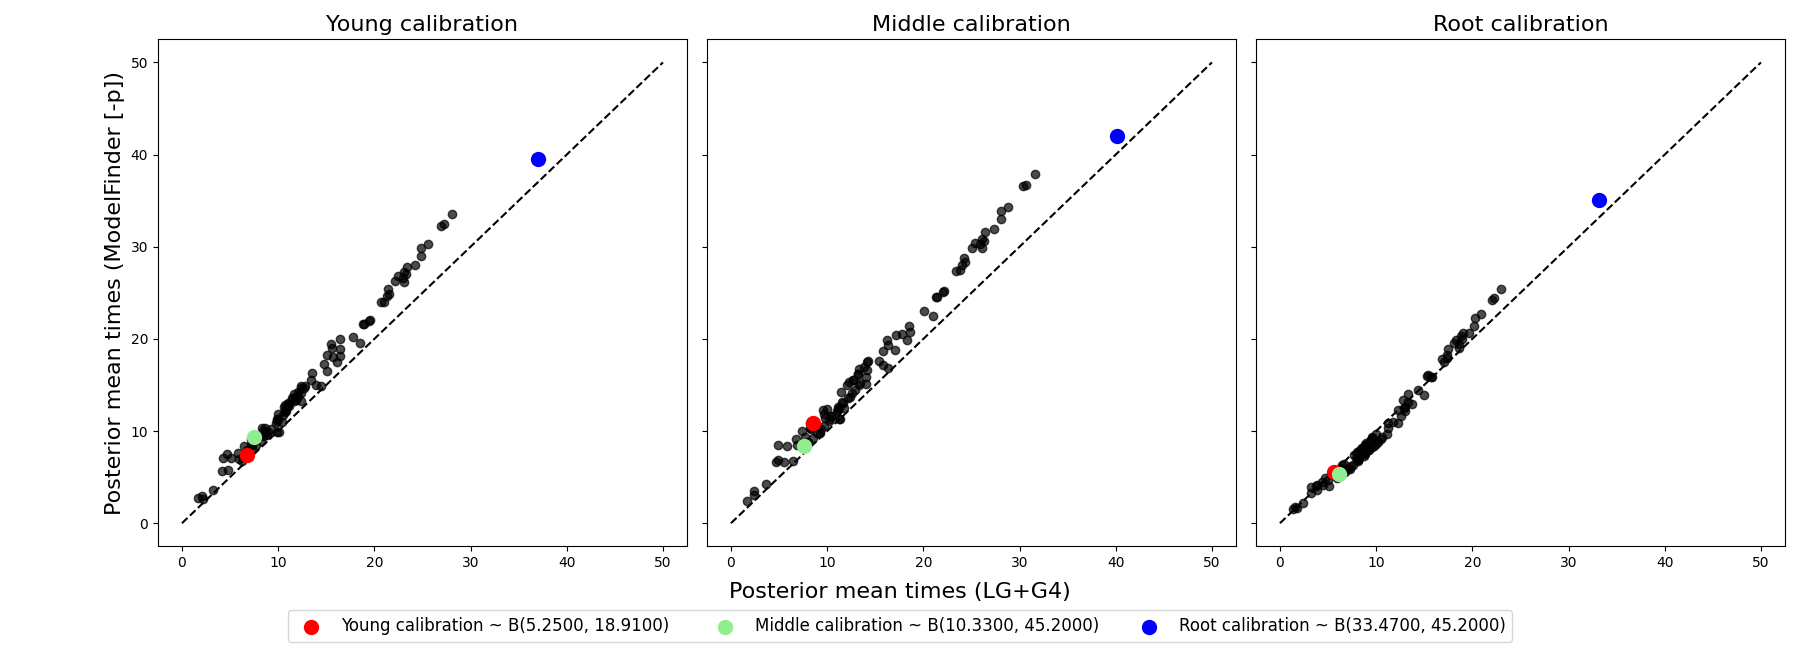 Young calibration
Middle calibration
Root calibration
Posterior mean times (ModelFinder [-p])
50
40
30
20
10
0
0 10 20 30 40 50
0 10 20 30 40 50
0 10 20 30 40 50
Posterior mean times (LG+G4)
Young calibration ~ B(5.2500, 18.9100)
Middle calibration ~ B(10.3300, 45.2000)
Root calibration ~ B(33.4700, 45.2000)